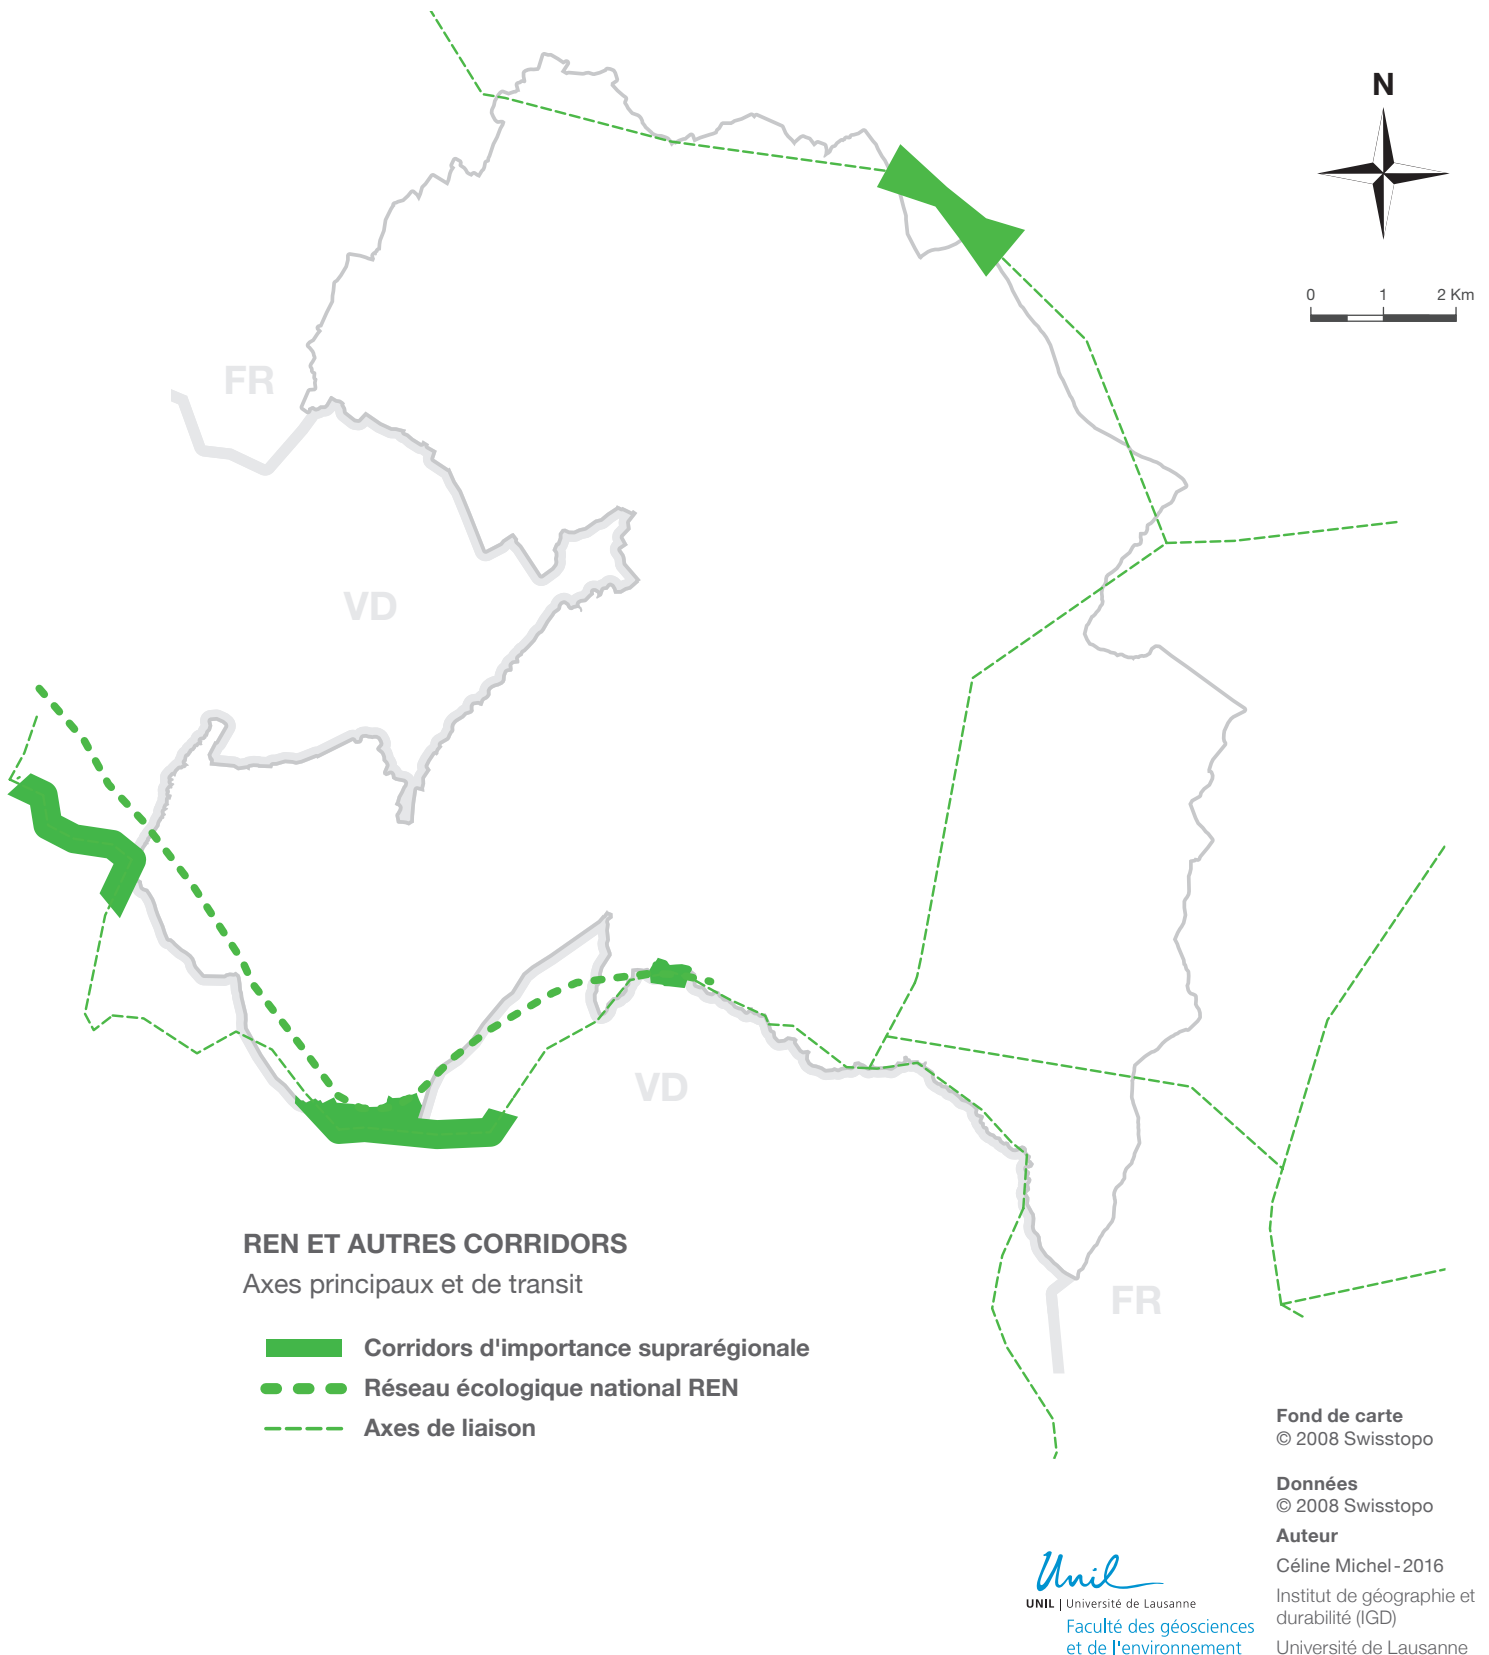 N
0 1 2 Km
FR
VD
VD
FR
REN ET AUTRES CORRIDORS
Axes principaux et de transit
Corridors d'importance suprarégionale
Réseau écologique national REN
Axes de liaison
Fond de carte
© 2008 Swisstopo
Données
© 2008 Swisstopo
Auteur
Céline Michel-2016
Institut de géographie et
durabilité (IGD)
Université de Lausanne
Unil
UNIL | Université de Lausanne
Faculté des géosciences
et de l'environnement